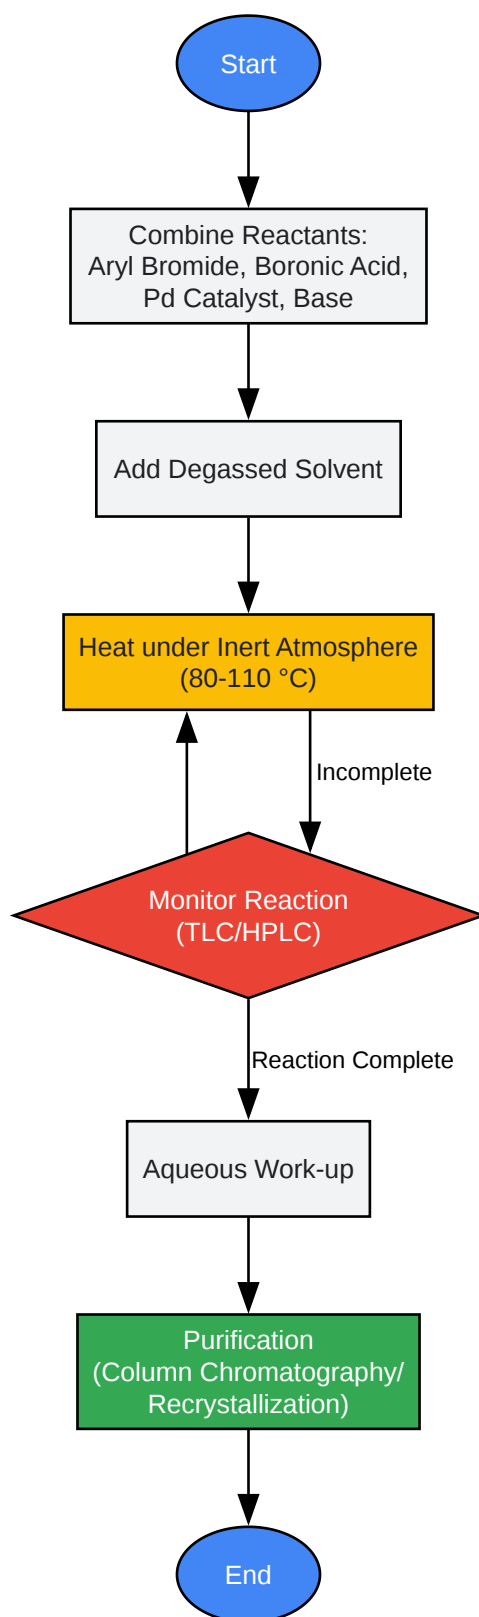 Start
Combine Reactants:
Aryl Bromide, Boronic Acid,
Pd Catalyst, Base
Add Degassed Solvent
Heat under Inert Atmosphere
(80-110 °C)
Incomplete
Monitor Reaction
(TLC/HPLC)
Reaction Complete
Aqueous Work-up
Purification
(Column Chromatography/
Recrystallization)
End